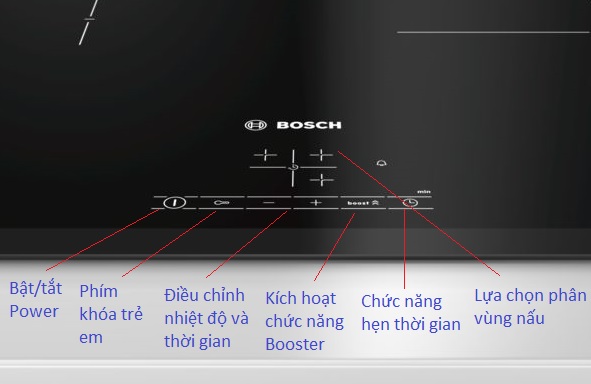 BOSCH
min
boost
Bật/tắt
Power
Phím
khóa trẻ
em
Điều chỉnh
nhiệt độ và
thời gian
Kích hoạt
chức năng
Booster
Chức năng
hẹn thời gian
Lựa chọn phân
vùng nấu